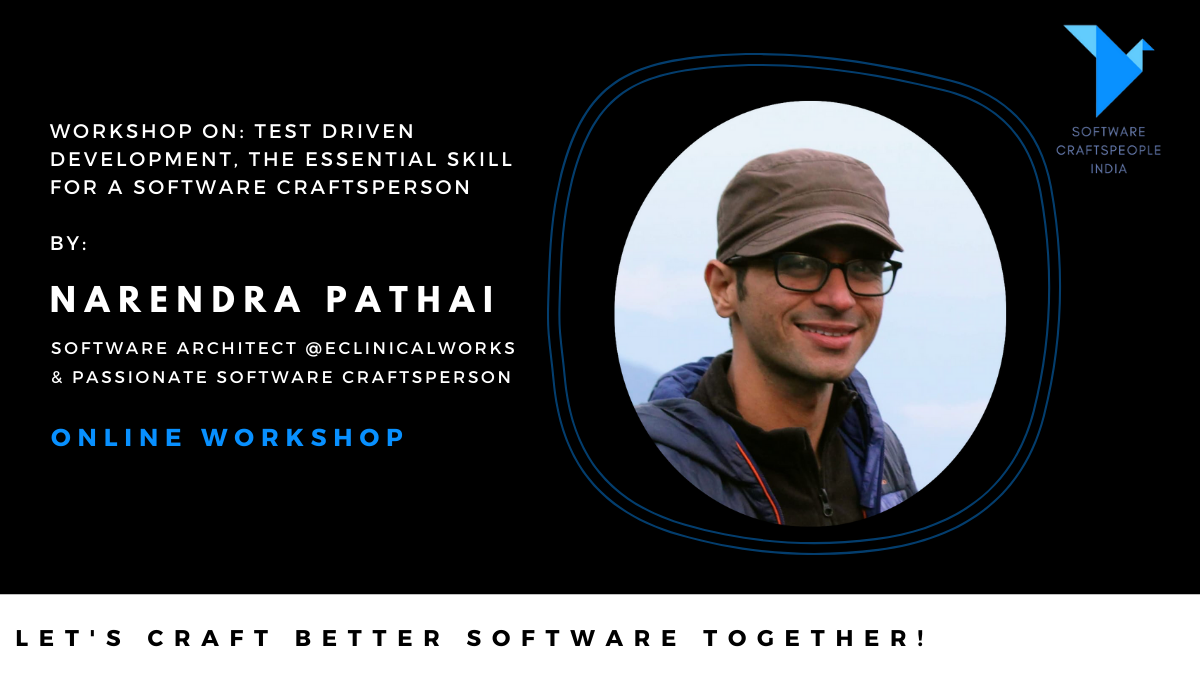 WORKSHOP ON: TEST DRIVEN
DEVELOPMENT, THE ESSENTIAL SKILL
FOR A SOFTWARE CRAFTSPERSON
BY:
NARENDRA PATHAI
SOFTWARE ARCHITECT @ECLINICALWORKS
& PASSIONATE SOFTWARE CRAFTSPERSON
ONLINE WORKSHOP
SOFTWARE
CRAFTSPEOPLE
INDIA
LET'S CRAFT BETTER SOFTWARE TOGETHER!